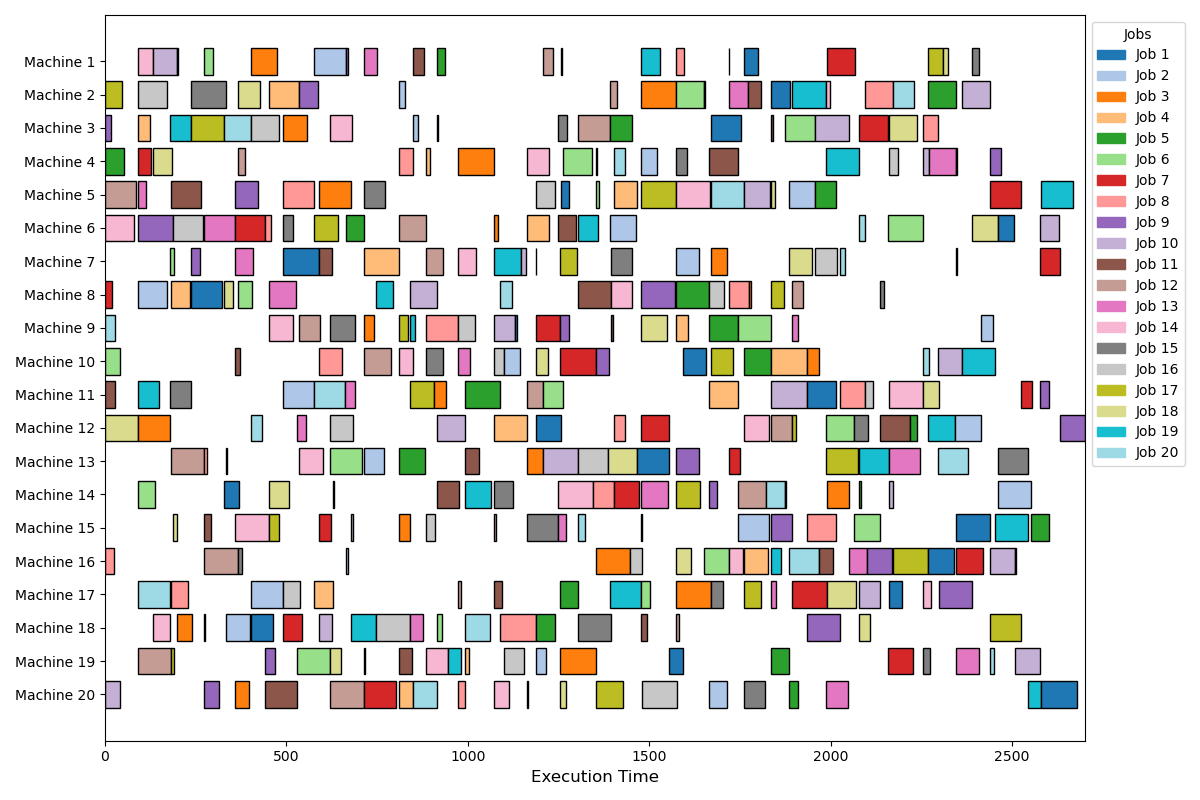 Machine 1
Machine 2
Machine 3
Machine 4
Machine 5
Machine 6
Machine 7
Machine 8
Machine 9
Machine 10
Machine 11
Machine 12
Machine 13
Machine 14
Machine 15
Machine 16
Machine 17
Machine 18
Machine 19
Machine 20
0 500 1000 1500 2000 2500
Execution Time
Jobs
Job 1
Job 2
Job 3
Job 4
Job 5
Job 6
Job 7
Job 8
Job 9
Job 10
Job 11
Job 12
Job 13
Job 14
Job 15
Job 16
Job 17
Job 18
Job 19
Job 20